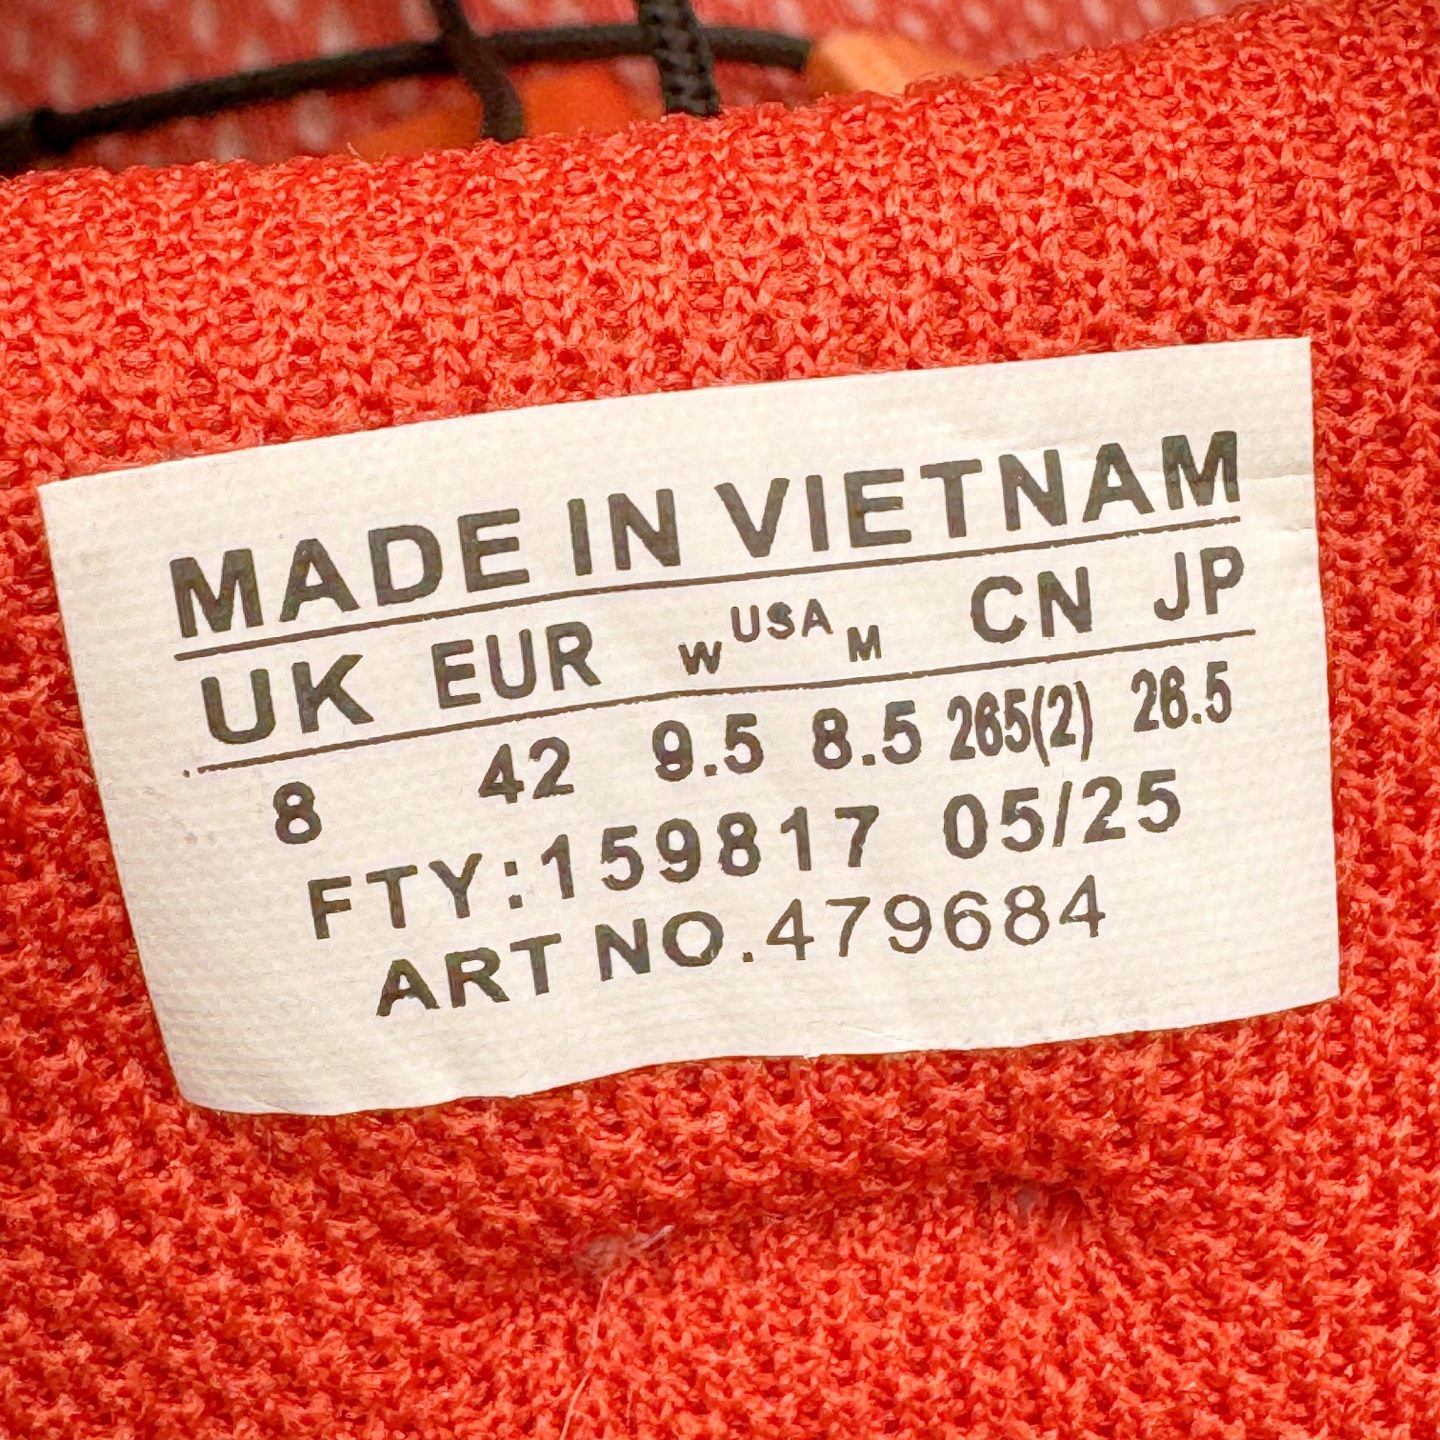 MADE IN VIETNAM
UK EUR W USA M CN JP
8 42 9.5 8.5 265(2) 26.5
FTY:159817 05/25
ART NO.479684